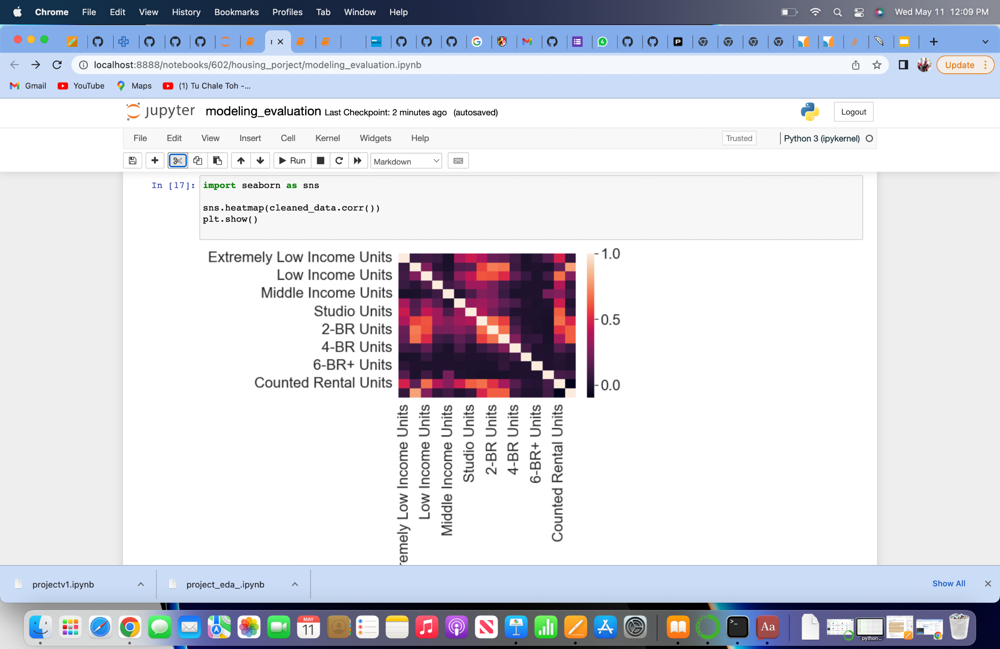 Chrome File Edit View History Bookmarks Profiles Tab Window Help Wed May 11 12:09 PM
localhost:8888/notebooks/602/housing_porject/modeling_evaluation.ipynb Update
Gmail YouTube Maps (1) Tu Chale Toh -...
jupyter modeling_evaluation Last Checkpoint: 2 minutes ago (autosaved) Logout
File Edit View Insert Cell Kernel Widgets Help Trusted Python 3 (ipykernel)
Run Markdown
In [17]: import seaborn as sns
sns.heatmap(cleaned_data.corr())
plt.show()
Extremely Low Income Units
Low Income Units
Middle Income Units
Studio Units
2-BR Units
4-BR Units
6-BR+ Units
Counted Rental Units
1.0
0.5
0.0
remely Low Income Units
Low Income Units
Middle Income Units
Studio Units
2-BR Units
4-BR Units
6-BR+ Units
Counted Rental Units
projectv1.ipynb project_eda_.ipynb Show All
MAY
11
Aa
python...